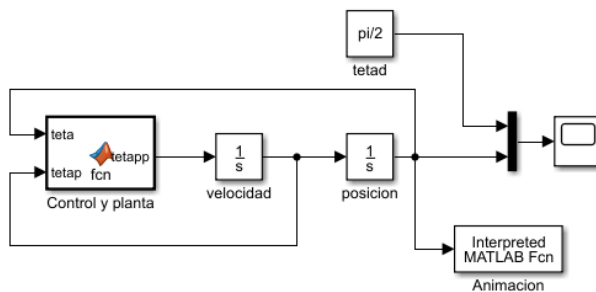 pi/2
tetad
teta
tetap
fcn
tetapp
Control y planta
1
s
velocidad
1
s
posicion
Interpreted
MATLAB Fcn
Animacion